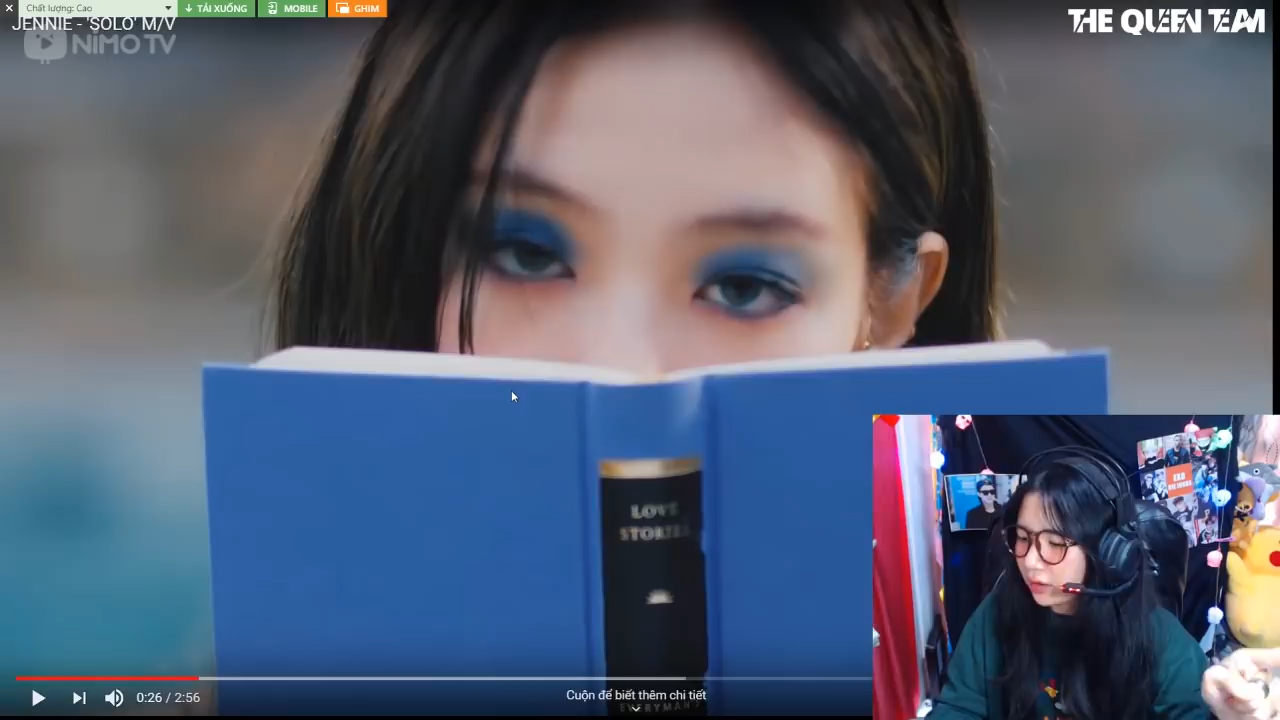 Chất lượng: Cao
TẢI XUỐNG
MOBILE
GHIM
JENNIE - 'SOLO' M/V
NIMO TV
THE QUEEN TEAM
LOVE
STORIES
EVERYMAN'
EXO
0:26 / 2:56
Cuộn để biết thêm chi tiết